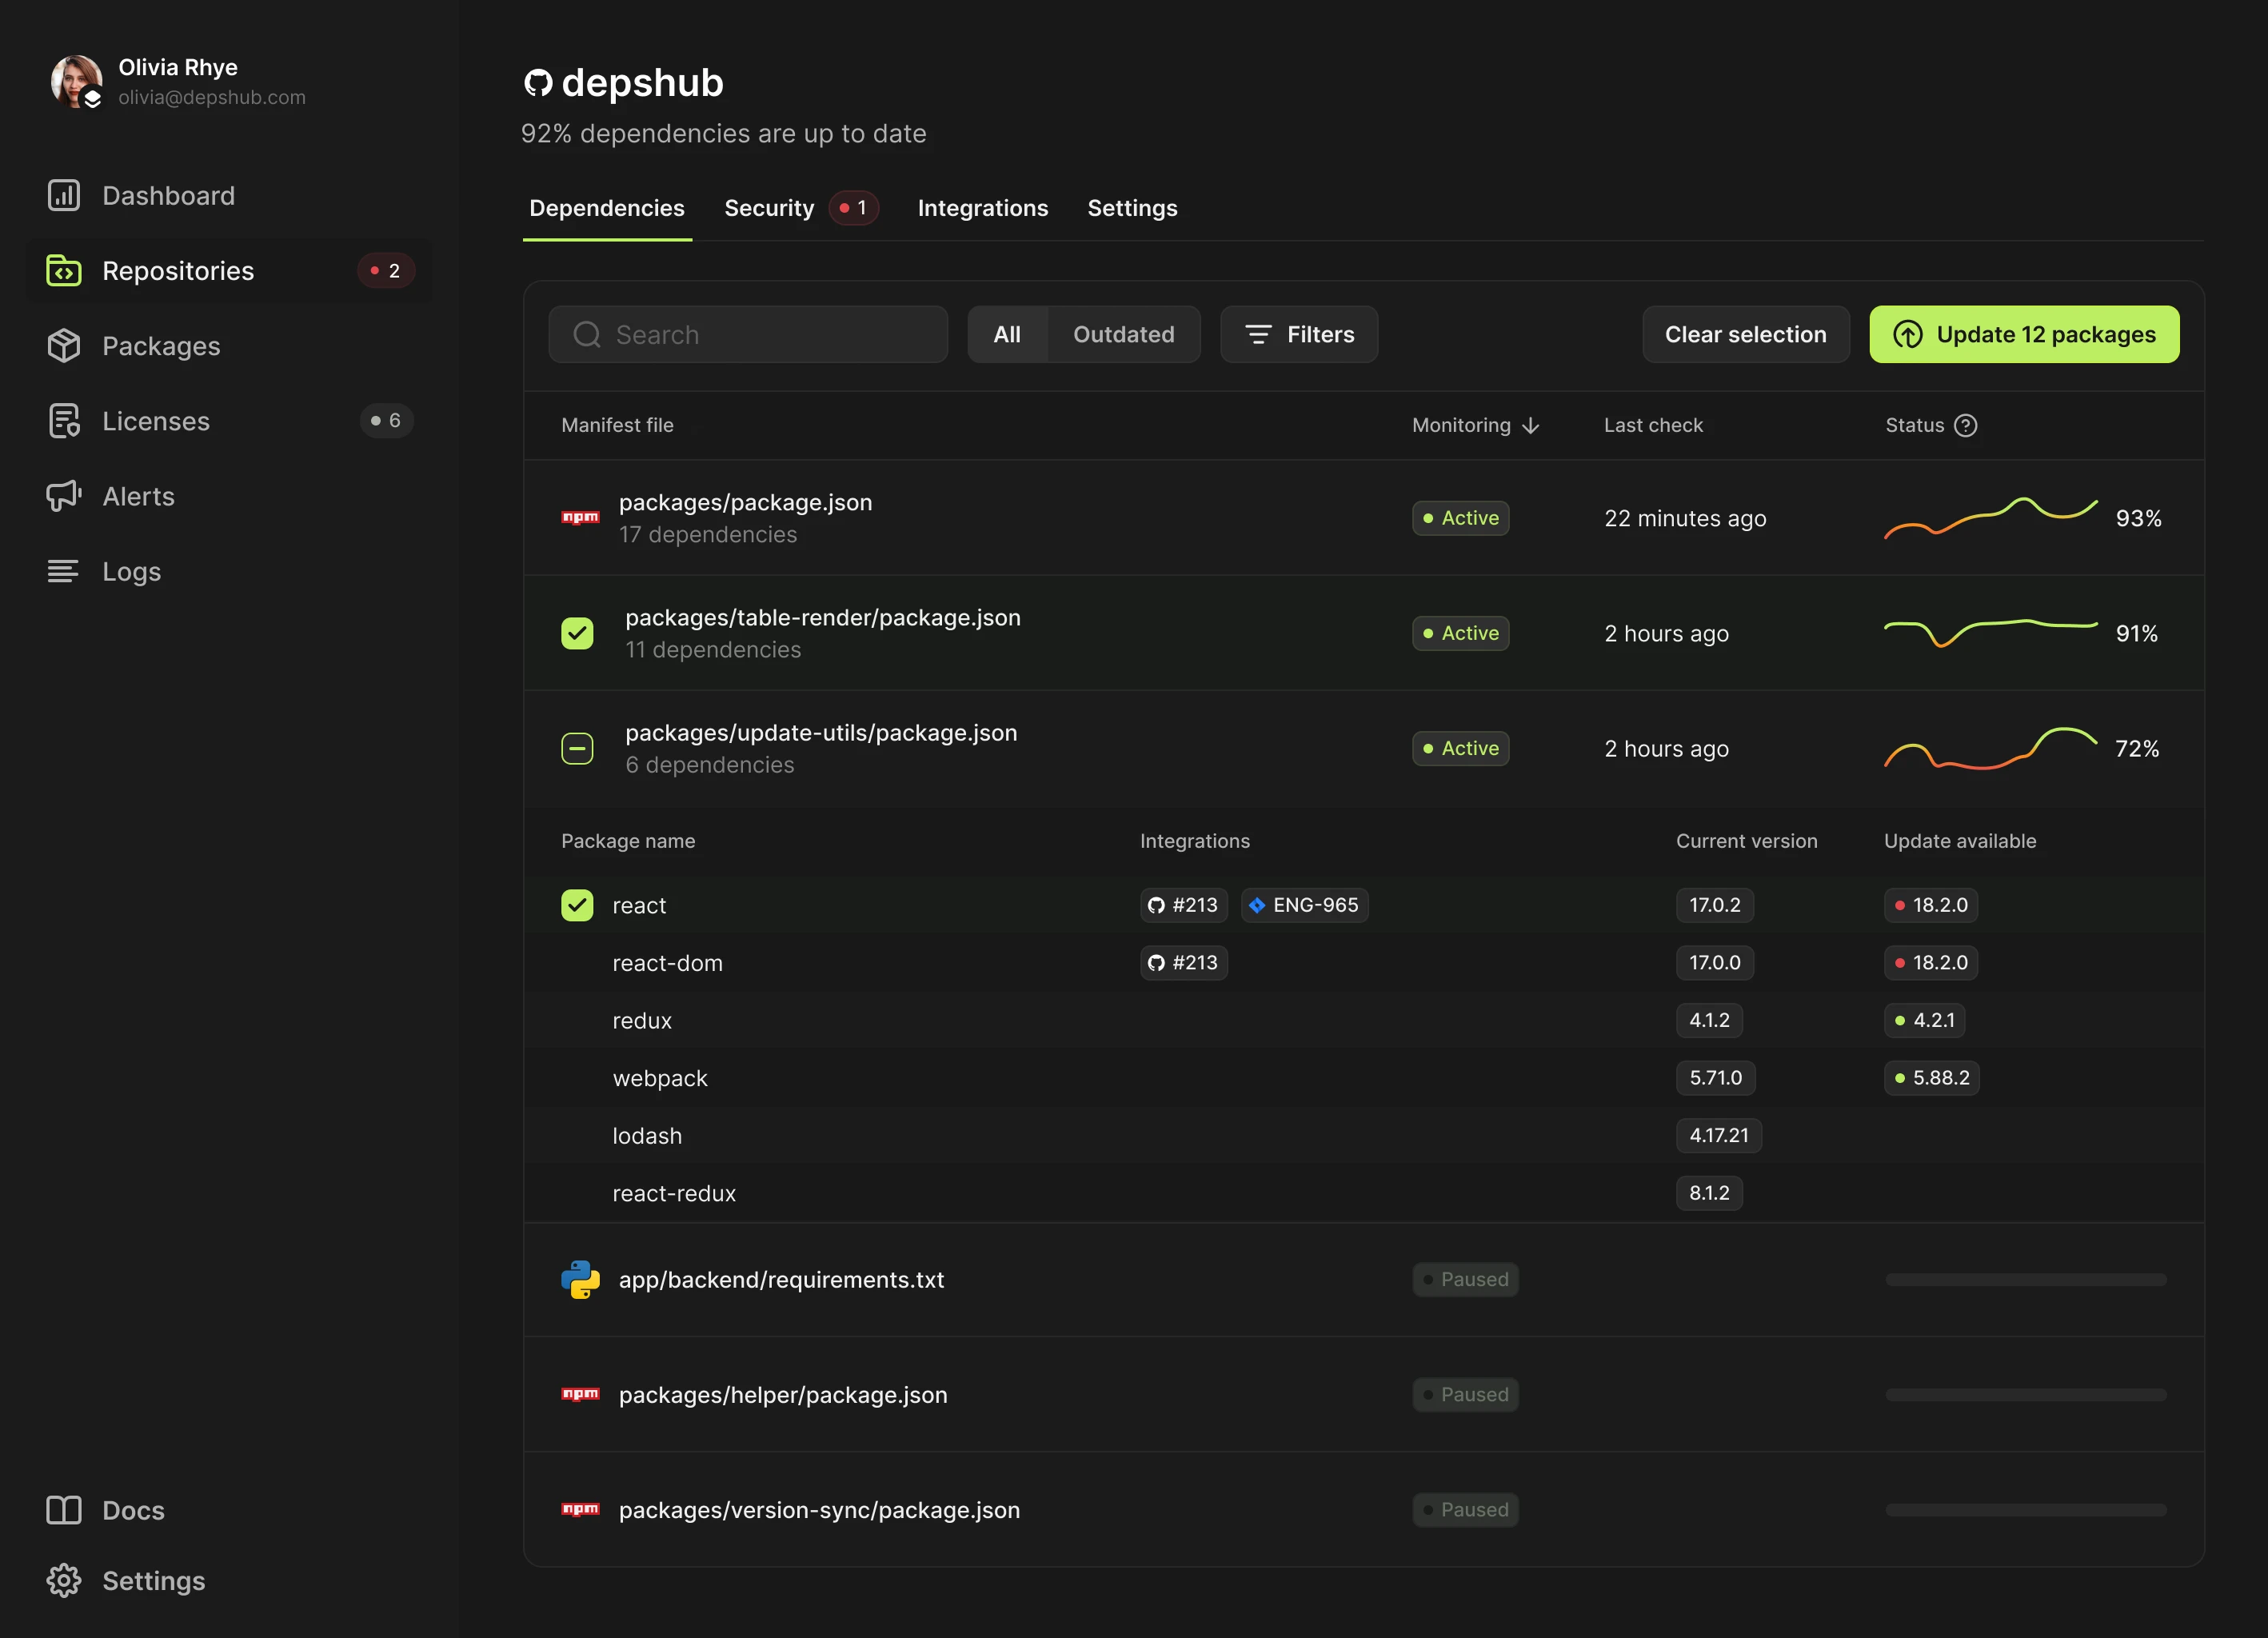 Olivia Rhye
olivia@depshub.com
Dashboard
Repositories 2
Packages
Licenses 6
Alerts
Logs
Docs
Settings
depshub
92% dependencies are up to date
Dependencies Security 1 Integrations Settings
Search All Outdated Filters Clear selection Update 12 packages
Manifest file Monitoring Last check Status ?
npm packages/package.json Active 22 minutes ago 93%
17 dependencies
packages/table-render/package.json Active 2 hours ago 91%
11 dependencies
packages/update-utils/package.json Active 2 hours ago 72%
6 dependencies
Package name Integrations Current version Update available
react #213 ENG-965 17.0.2 18.2.0
react-dom #213 17.0.0 18.2.0
redux 4.1.2 4.2.1
webpack 5.71.0 5.88.2
lodash 4.17.21
react-redux 8.1.2
app/backend/requirements.txt Paused
npm packages/helper/package.json Paused
npm packages/version-sync/package.json Paused